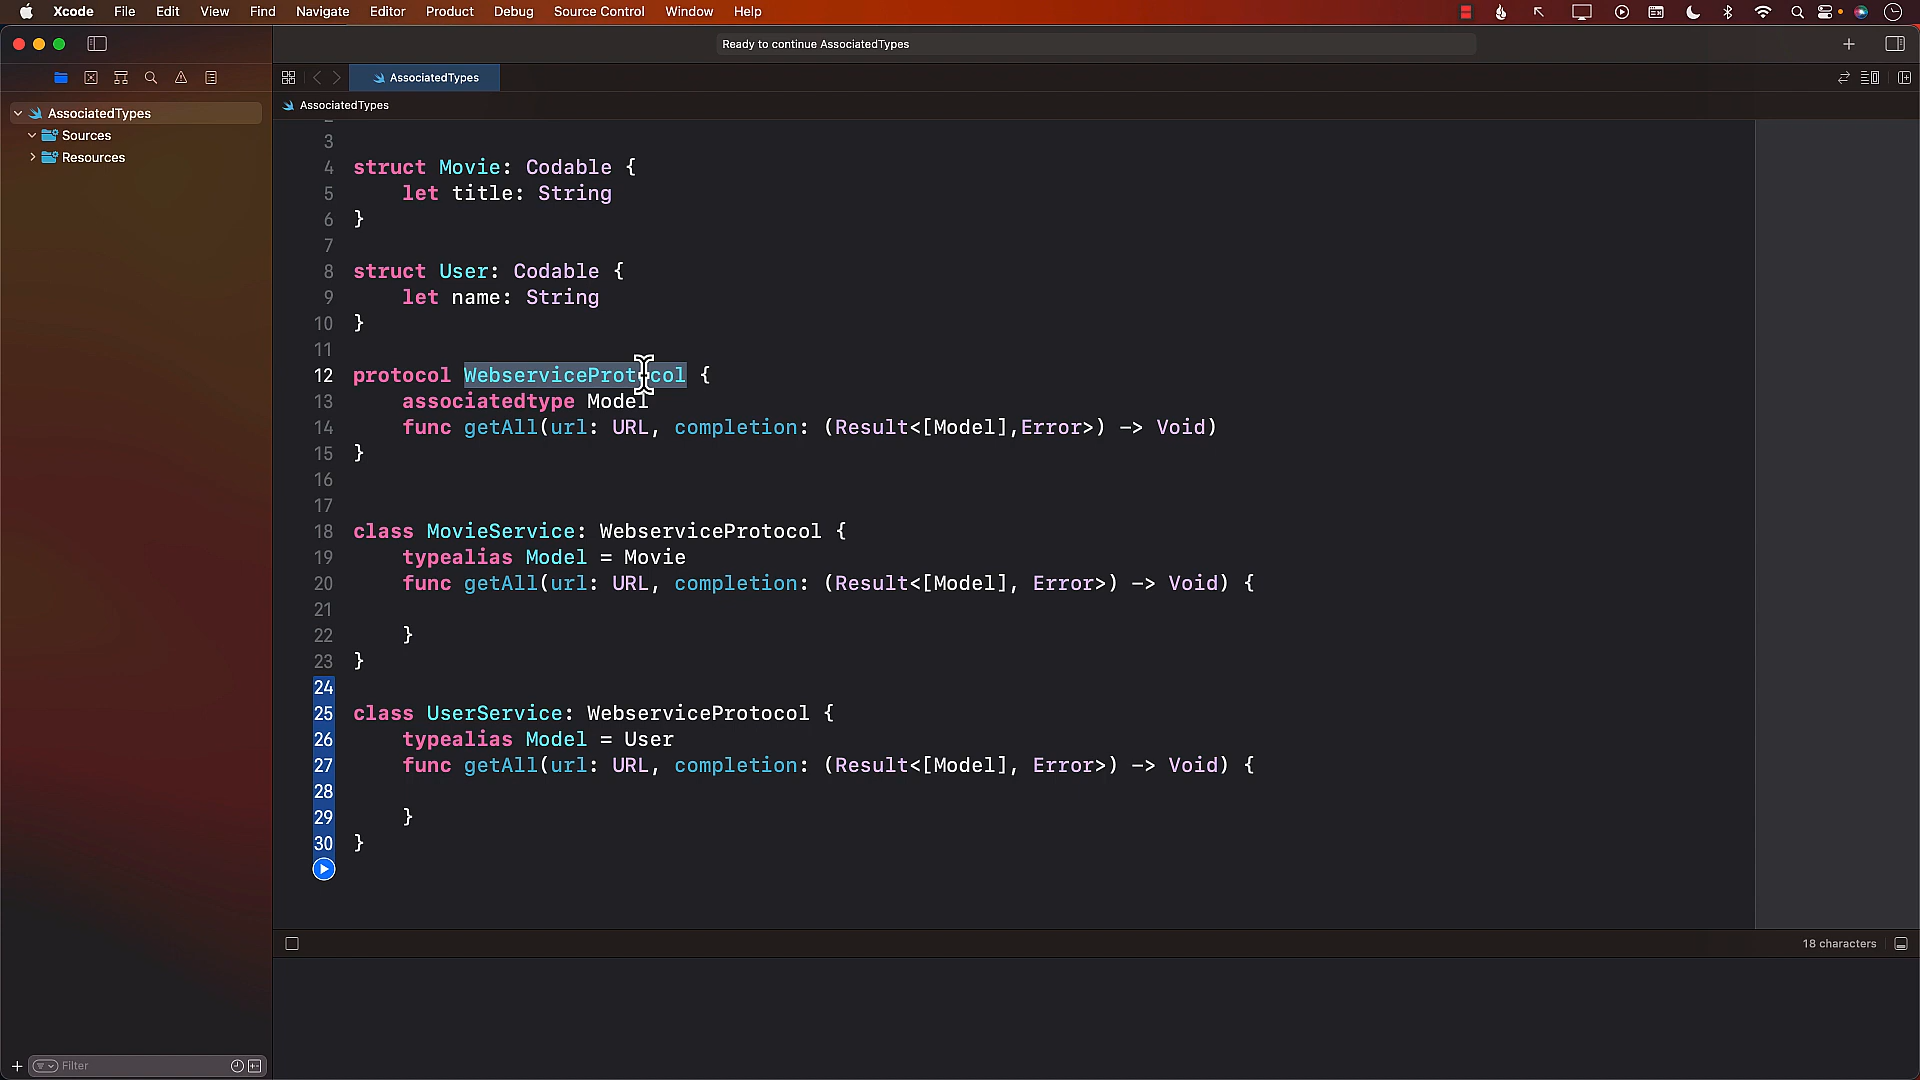 Xcode File Edit View Find Navigate Editor Product Debug Source Control Window Help
Ready to continue AssociatedTypes
AssociatedTypes
AssociatedTypes
AssociatedTypes
Sources
Resources
3
4 struct Movie: Codable {
5 let title: String
6 }
7
8 struct User: Codable {
9 let name: String
10 }
11
12 protocol WebserviceProtocol {
13 associatedtype Model
14 func getAll(url: URL, completion: (Result<[Model],Error>) -> Void)
15 }
16
17
18 class MovieService: WebserviceProtocol {
19 typealias Model = Movie
20 func getAll(url: URL, completion: (Result<[Model], Error>) -> Void) {
21
22 }
23 }
24
25 class UserService: WebserviceProtocol {
26 typealias Model = User
27 func getAll(url: URL, completion: (Result<[Model], Error>) -> Void) {
28
29 }
30 }
18 characters
Filter